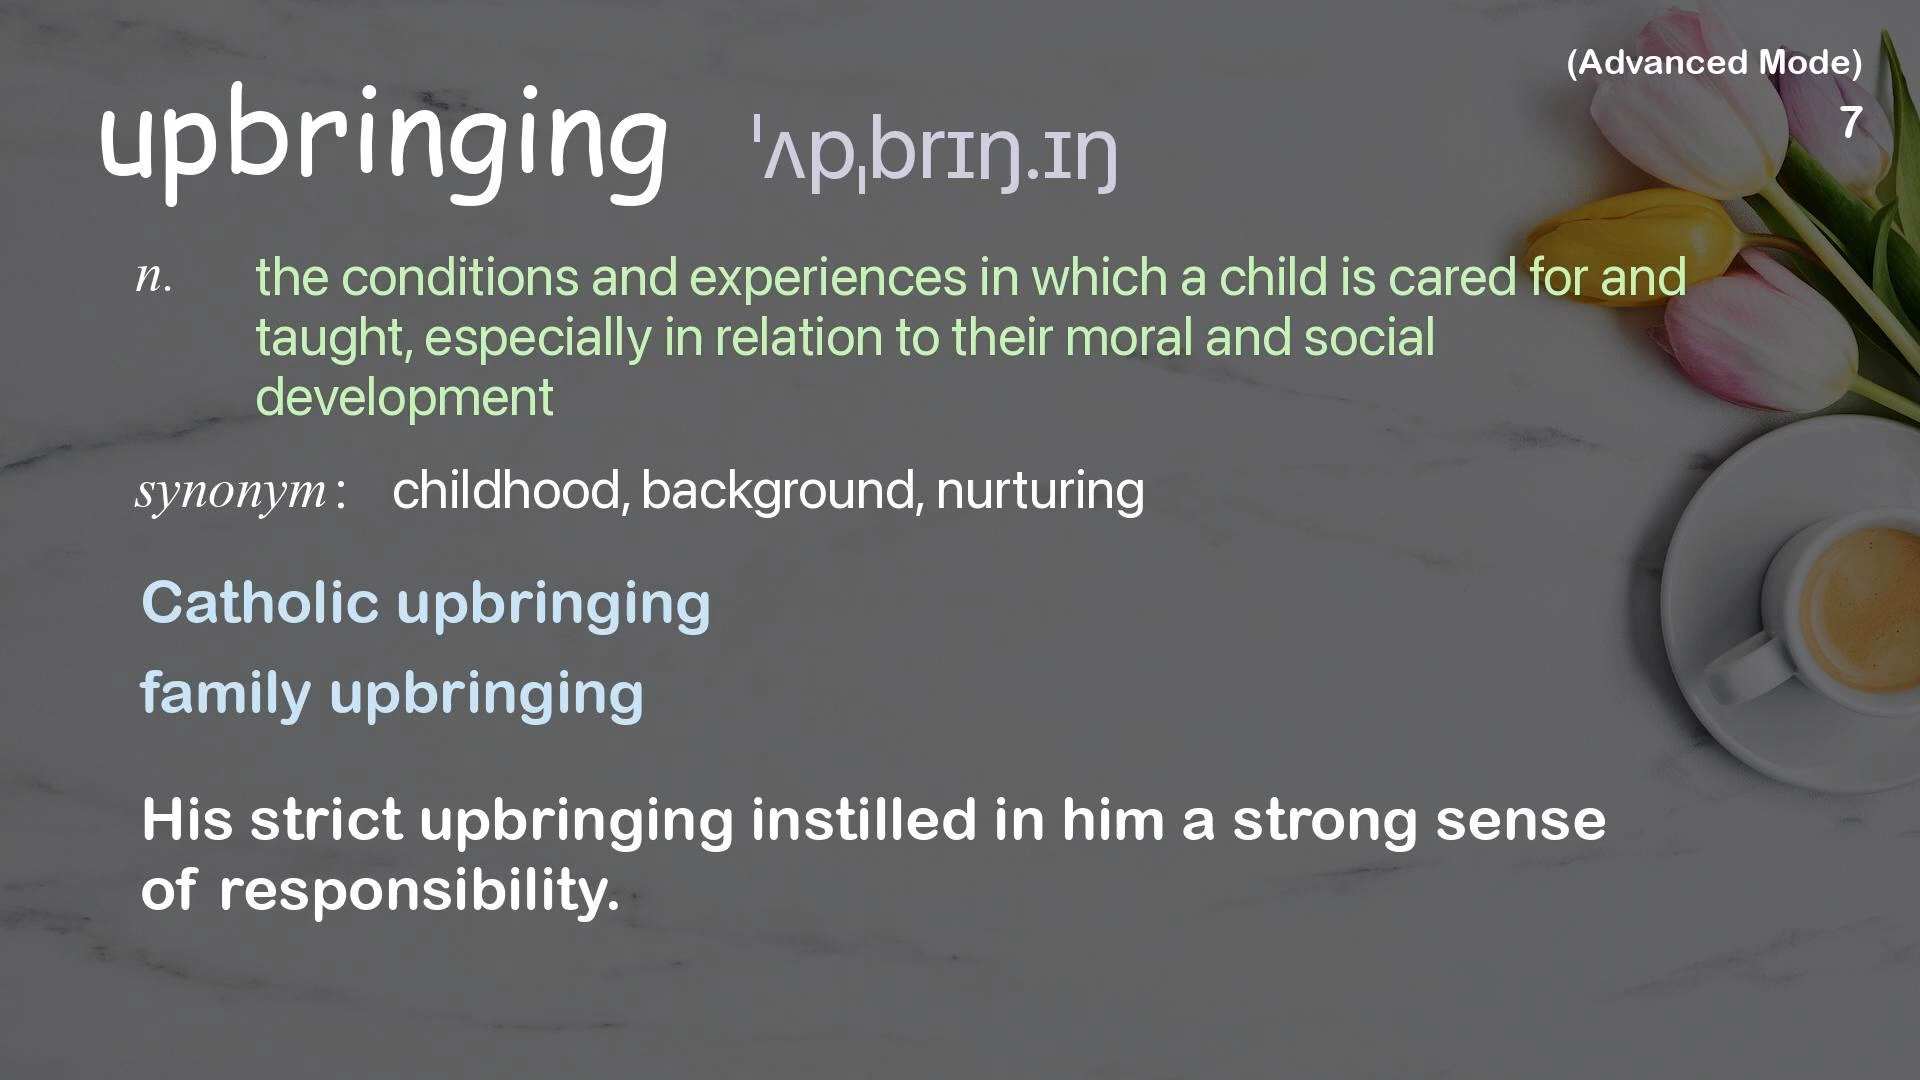 (Advanced Mode)
7
upbringing ˈʌpˌbrɪŋ.ɪŋ
n. the conditions and experiences in which a child is cared for and
taught, especially in relation to their moral and social
development
synonym: childhood, background, nurturing
Catholic upbringing
family upbringing
His strict upbringing instilled in him a strong sense
of responsibility.